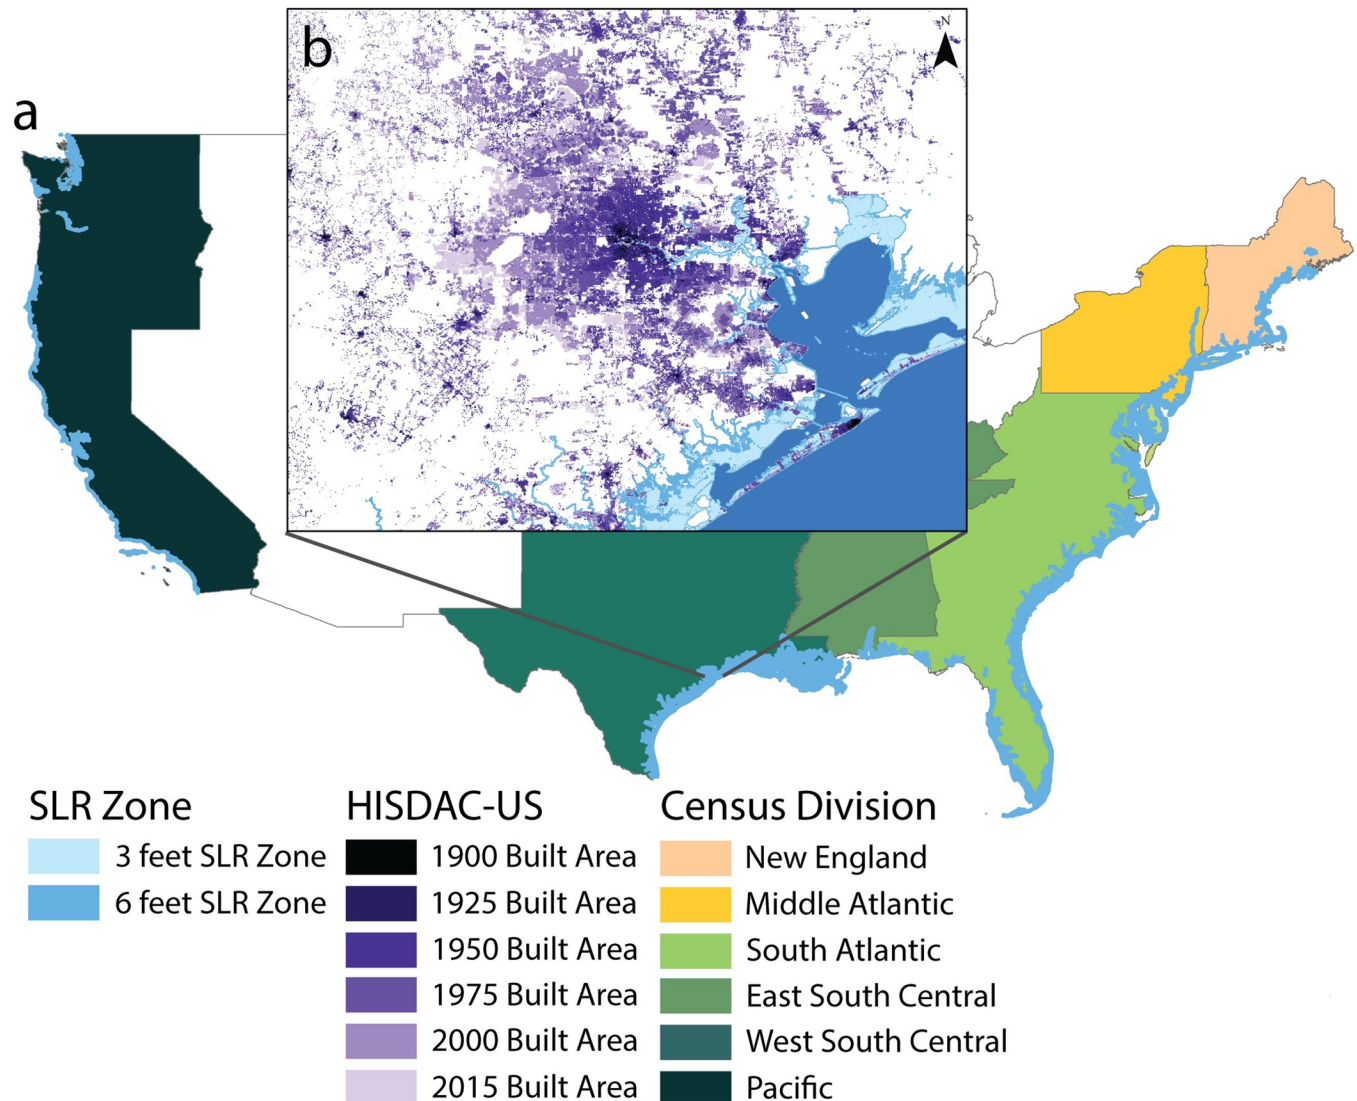 a
b
N
SLR Zone
3 feet SLR Zone
6 feet SLR Zone
HISDAC-US
1900 Built Area
1925 Built Area
1950 Built Area
1975 Built Area
2000 Built Area
2015 Built Area
Census Division
New England
Middle Atlantic
South Atlantic
East South Central
West South Central
Pacific